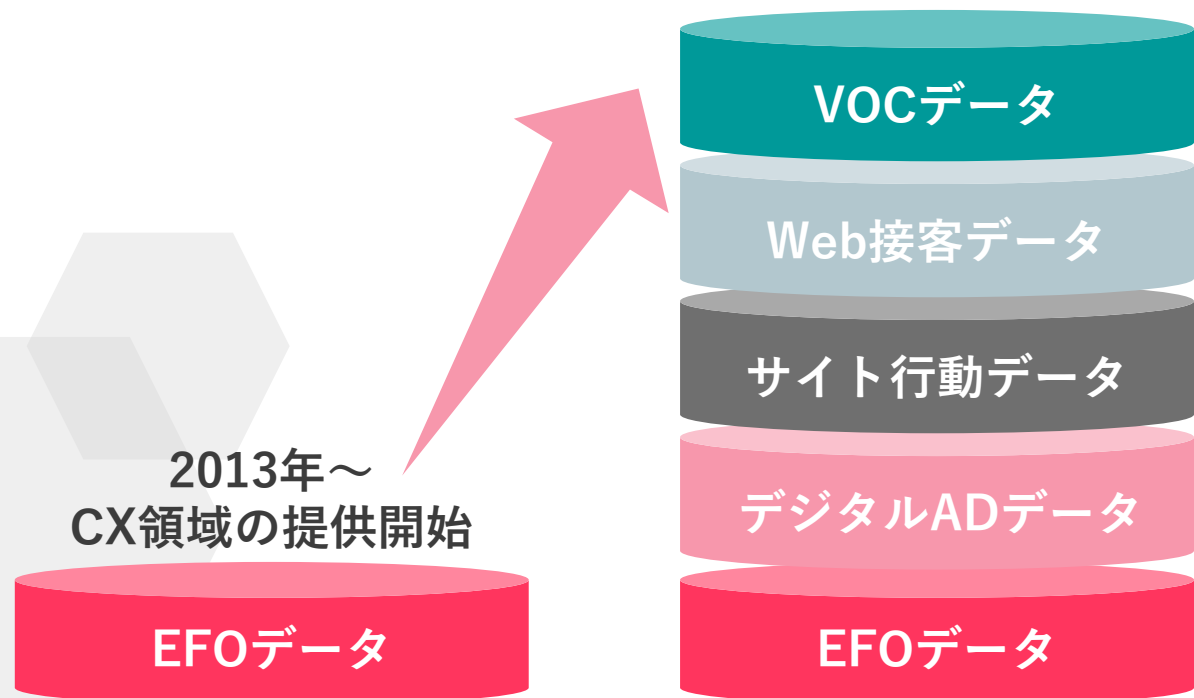 2013年～
CX領域の提供開始
EFOデータ
VOCデータ
Web接客データ
サイト行動データ
デジタルADデータ
EFOデータ